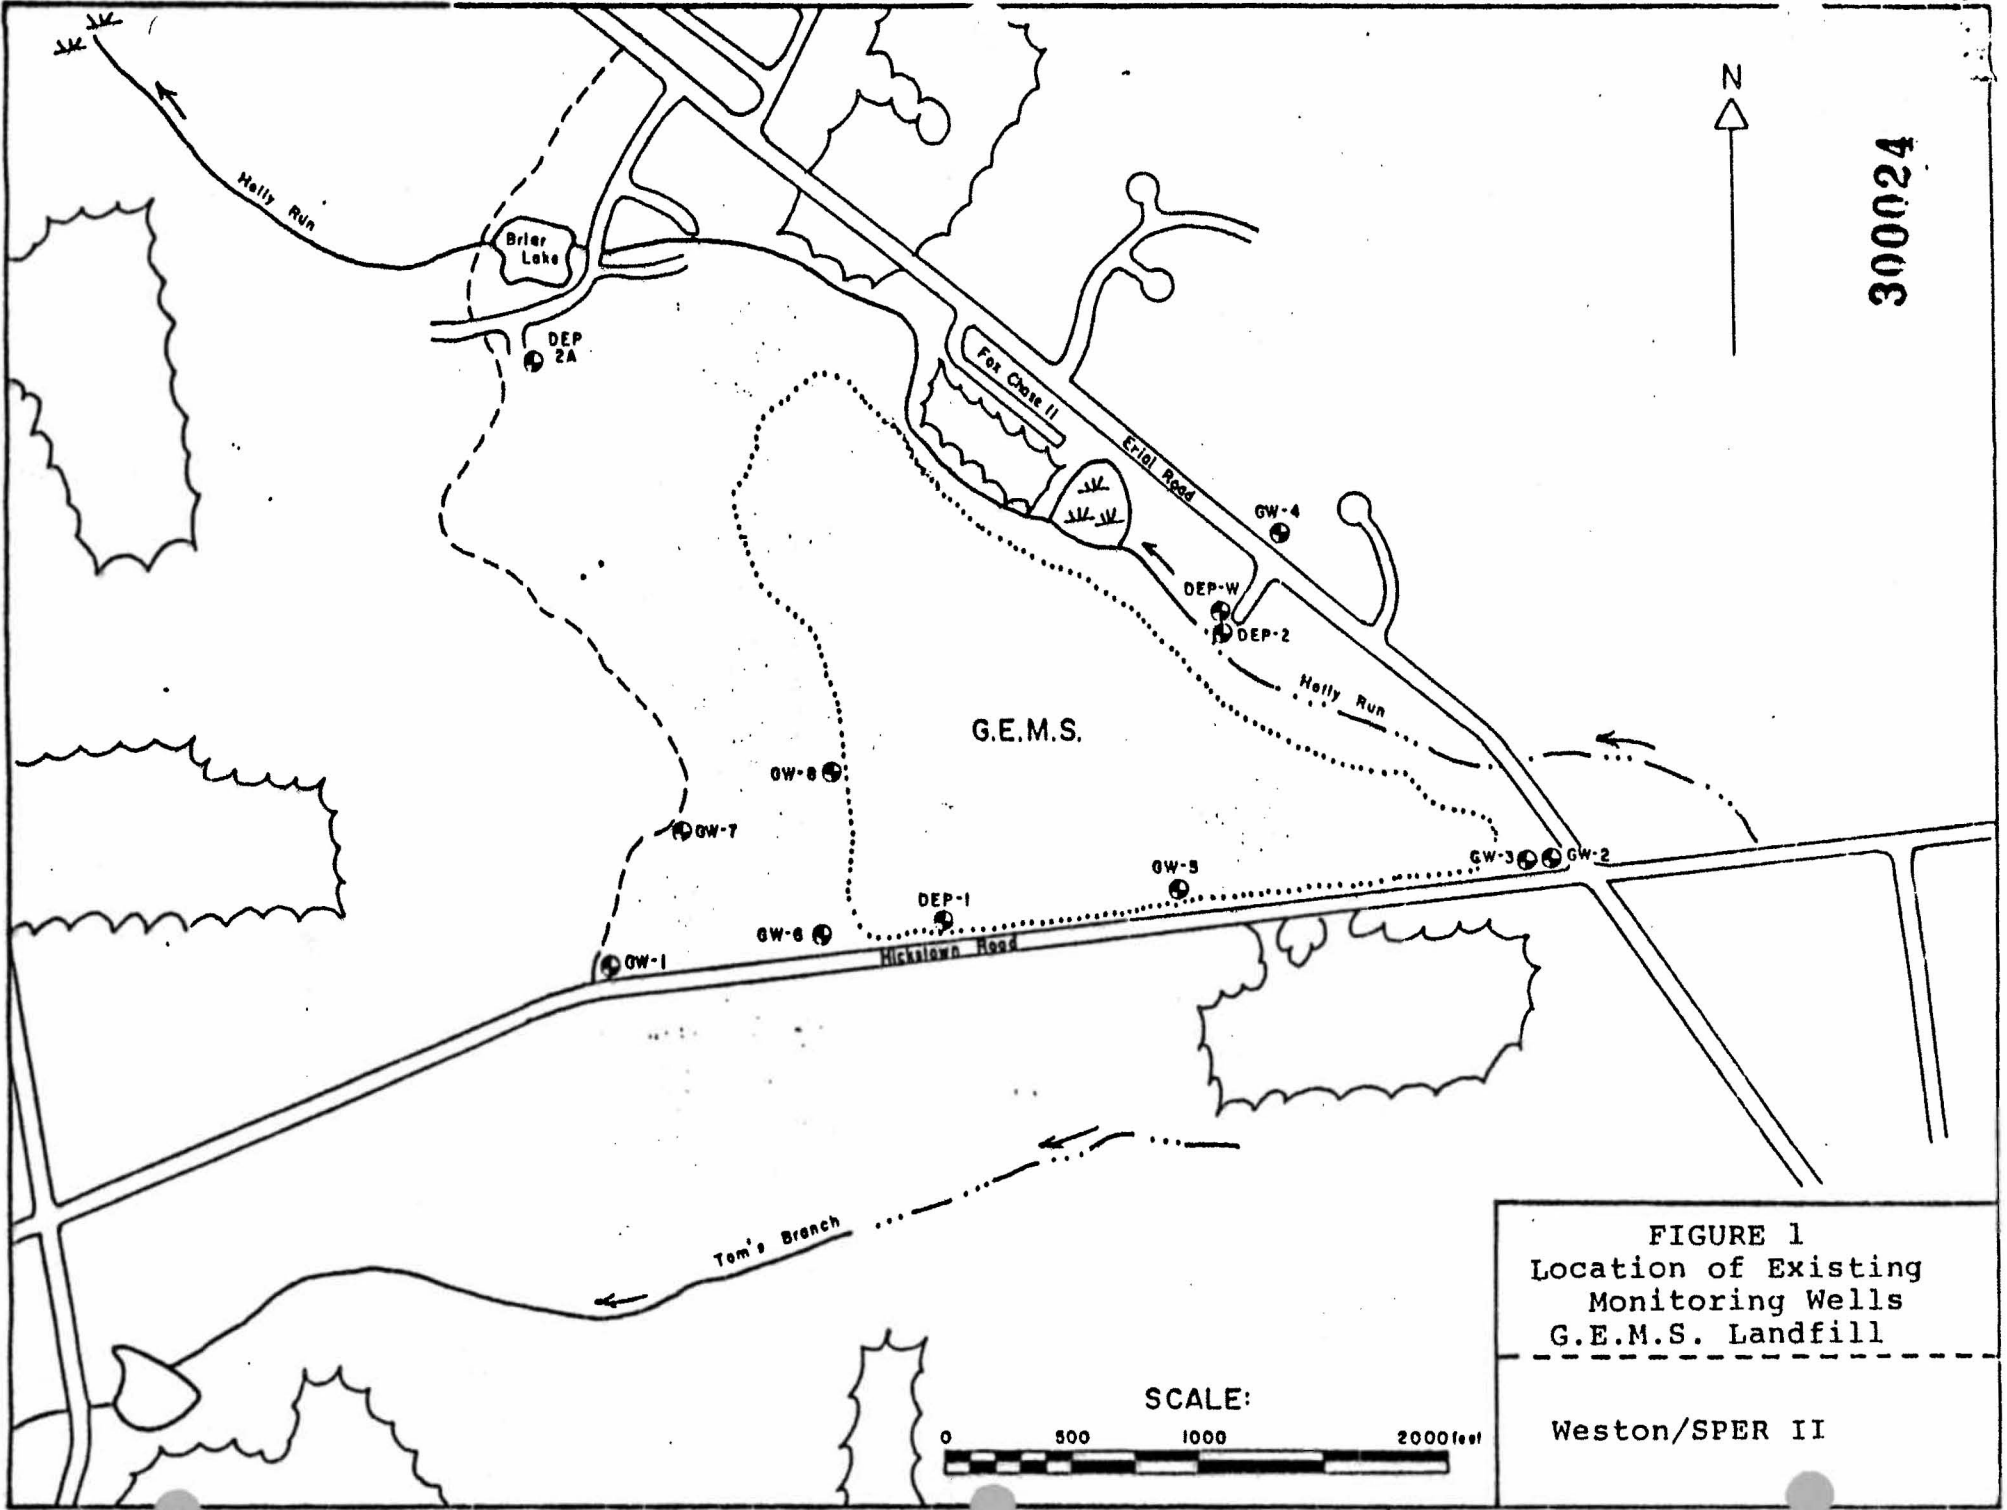 N
300024
Holly Run
Briar
Lake
DEP
2A
Fox Chase II
Erial Road
GW-4
DEP-W
DEP-2
Holly Run
G.E.M.S.
GW-8
GW-7
GW-5
GW-3
GW-2
DEP-1
GW-6
GW-1
Hickstown Road
Tom's Branch
FIGURE 1
Location of Existing
Monitoring Wells
G.E.M.S. Landfill
Weston/SPER II
SCALE:
0 500 1000 2000 feet